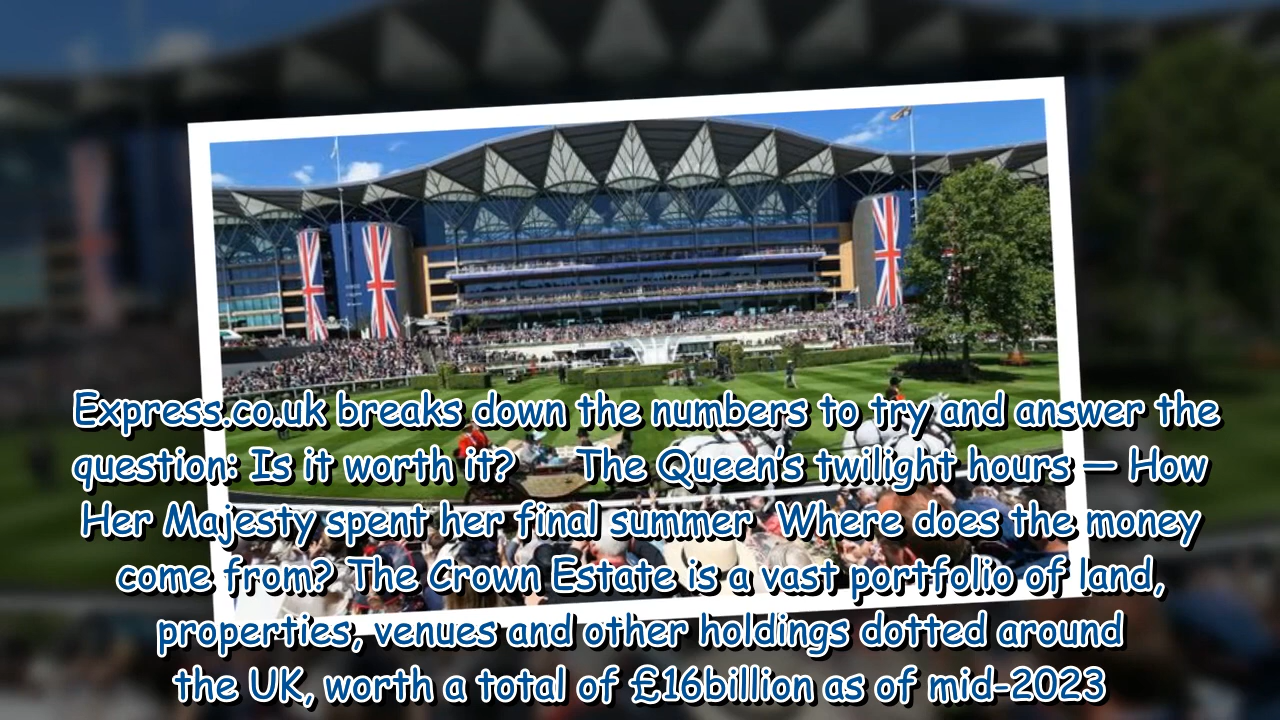 Express.co.uk breaks down the numbers to try and answer the
question: Is it worth it? The Queen’s twilight hours — How
Her Majesty spent her final summer Where does the money
come from? The Crown Estate is a vast portfolio of land,
properties, venues and other holdings dotted around
the UK, worth a total of £16billion as of mid-2023